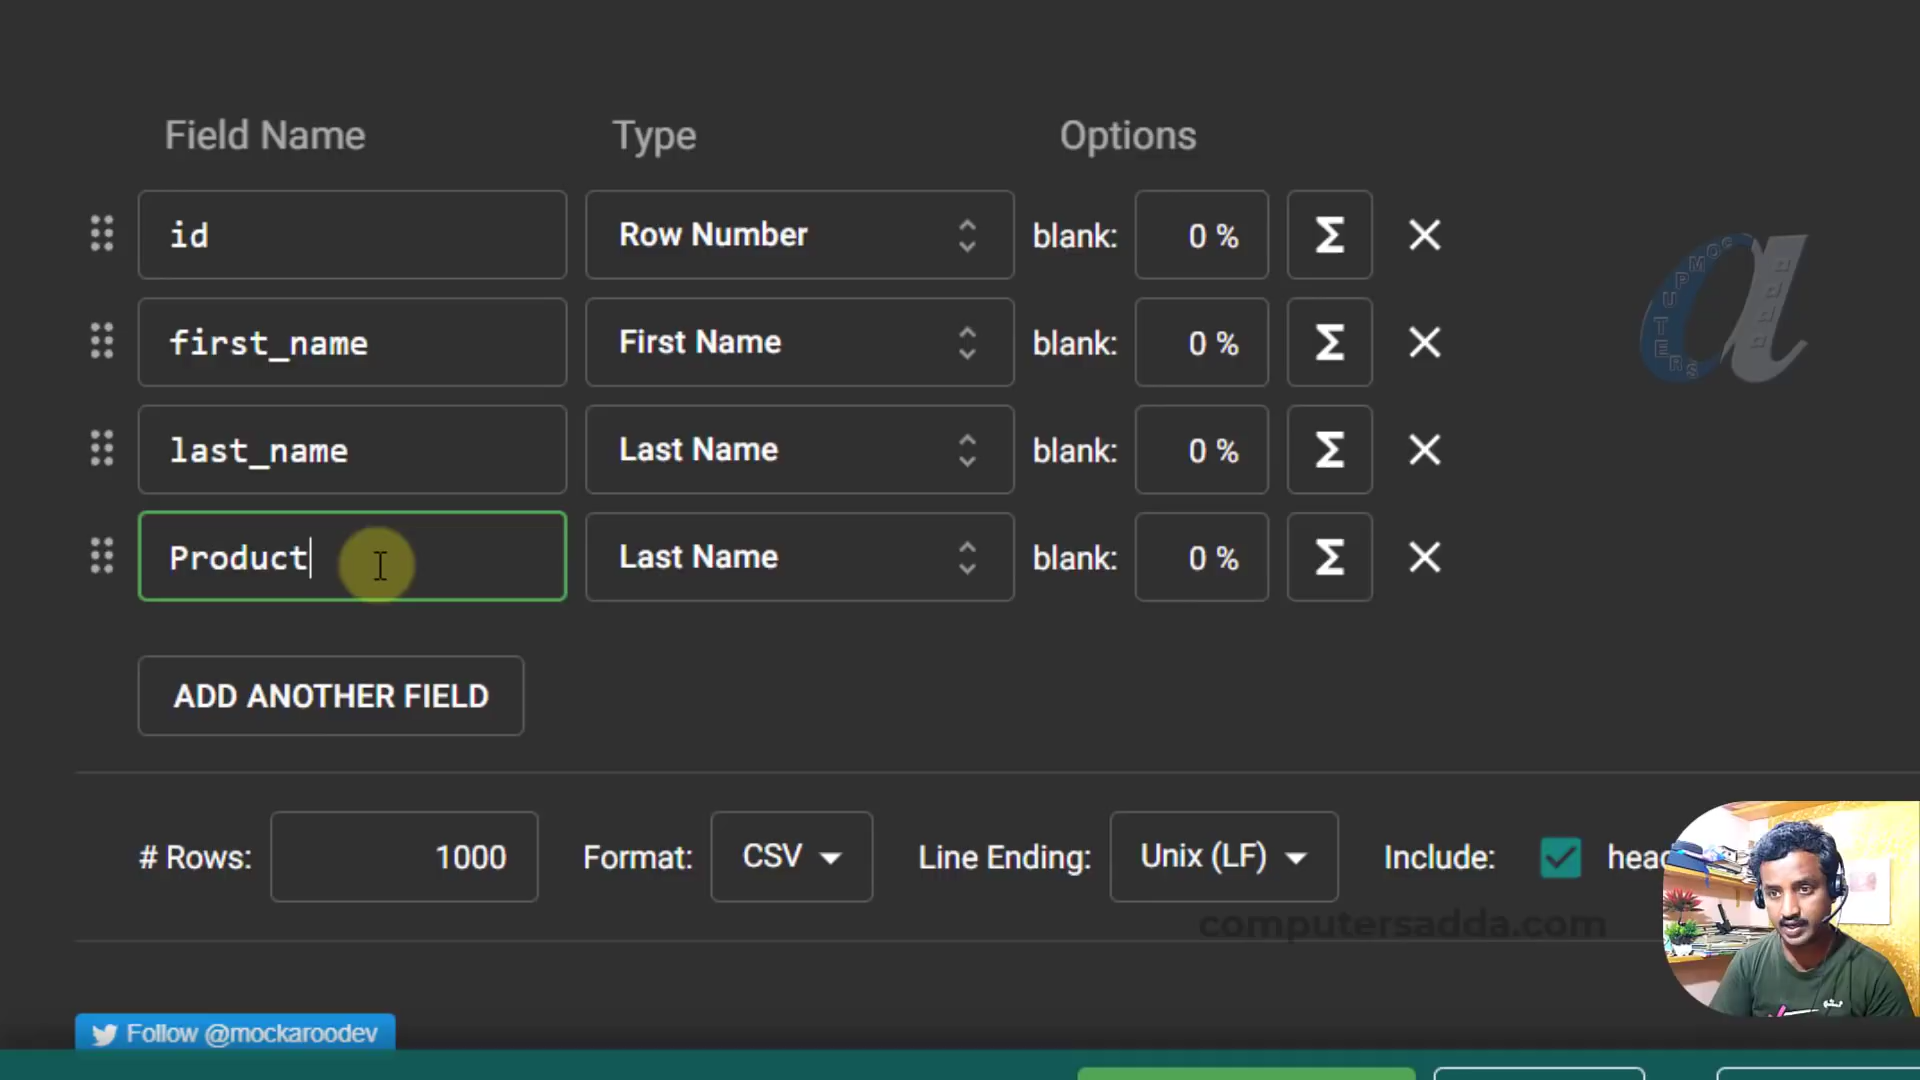 Field Name Type Options
id Row Number blank: 0 % Σ
first_name First Name blank: 0 % Σ
last_name Last Name blank: 0 % Σ
Product Last Name blank: 0 % Σ
COMPUTERS a
ADD ANOTHER FIELD
# Rows: 1000 Format: CSV Line Ending: Unix (LF) Include:
computersadda.com
Follow @mockaroodev